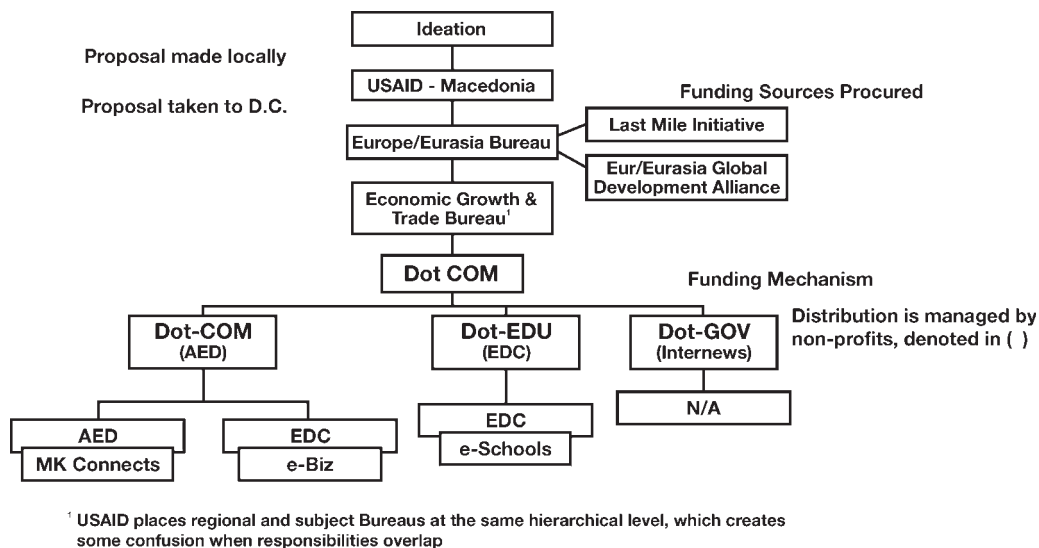 Ideation
Proposal made locally
USAID - Macedonia
Proposal taken to D.C.
Funding Sources Procured
Last Mile Initiative
Europe/Eurasia Bureau
Eur/Eurasia Global
Development Alliance
Economic Growth &
Trade Bureau¹
Dot COM
Funding Mechanism
Distribution is managed by
non-profits, denoted in ( )
Dot-COM
(AED)
Dot-EDU
(EDC)
Dot-GOV
(Internews)
AED
MK Connects
EDC
e-Biz
EDC
e-Schools
N/A
¹ USAID places regional and subject Bureaus at the same hierarchical level, which creates
some confusion when responsibilities overlap